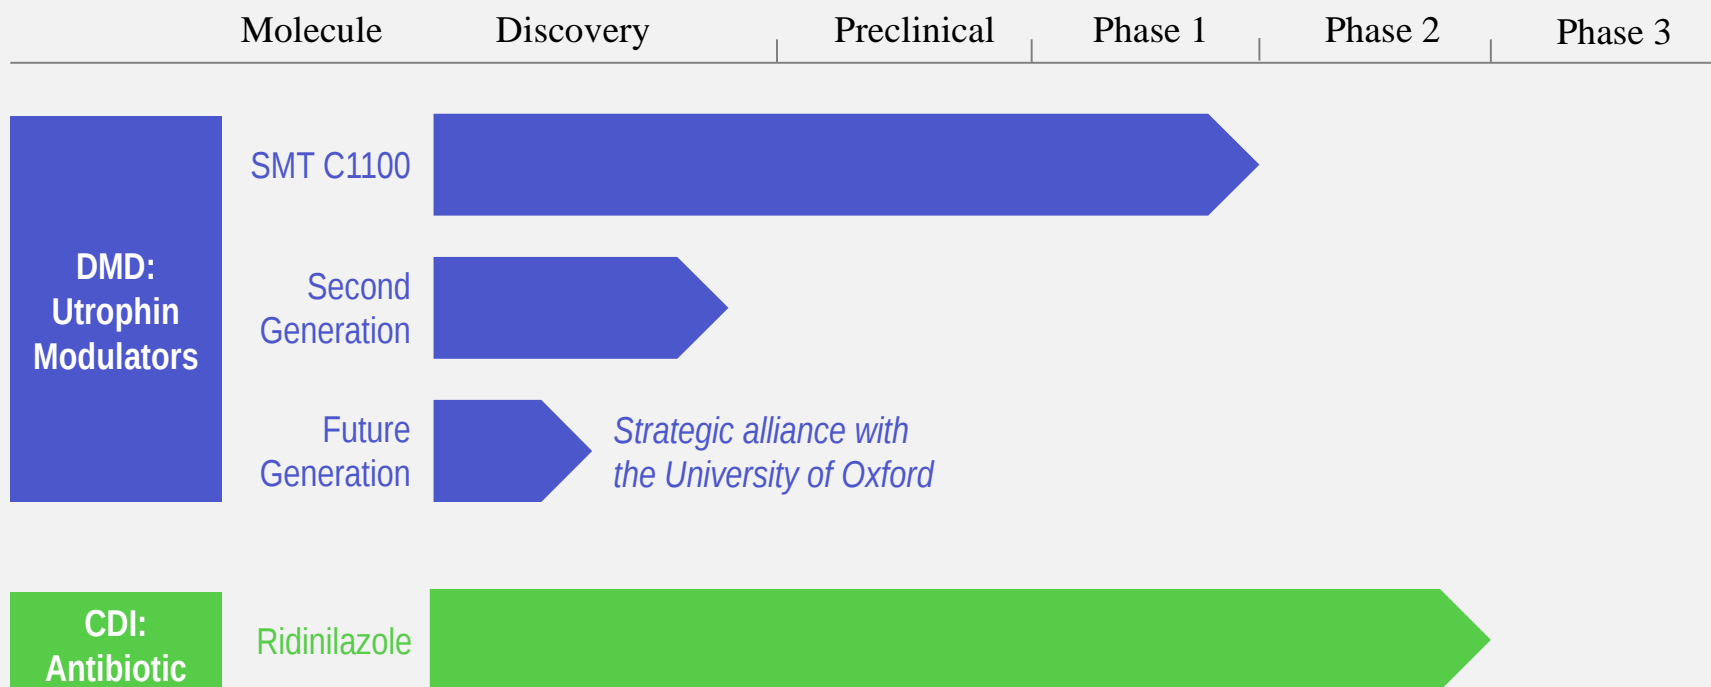 Molecule Discovery Preclinical Phase 1 Phase 2 Phase 3
DMD:
Utrophin
Modulators
SMT C1100
Second
Generation
Future
Generation
Strategic alliance with
the University of Oxford
CDI:
Antibiotic
Ridinilazole